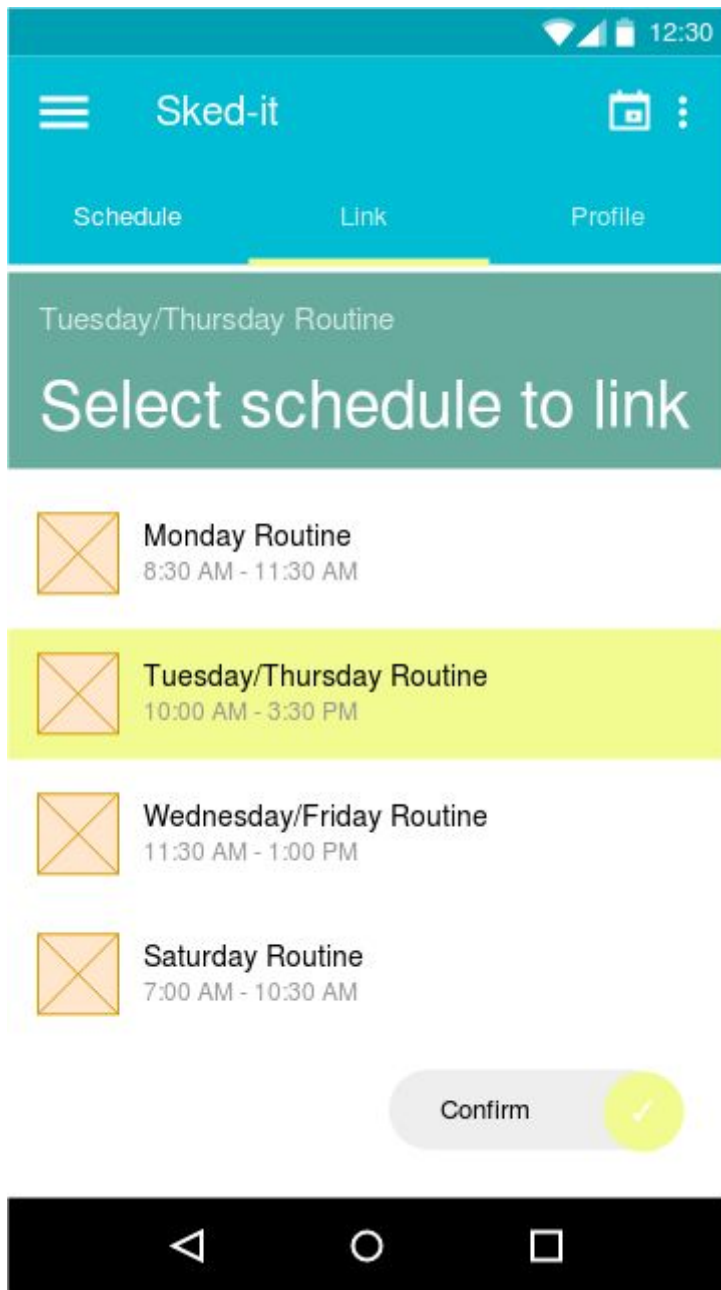 12:30
Sked-it
Schedule Link Profile
Tuesday/Thursday Routine
Select schedule to link
Monday Routine
8:30 AM - 11:30 AM
Tuesday/Thursday Routine
10:00 AM - 3:30 PM
Wednesday/Friday Routine
11:30 AM - 1:00 PM
Saturday Routine
7:00 AM - 10:30 AM
Confirm